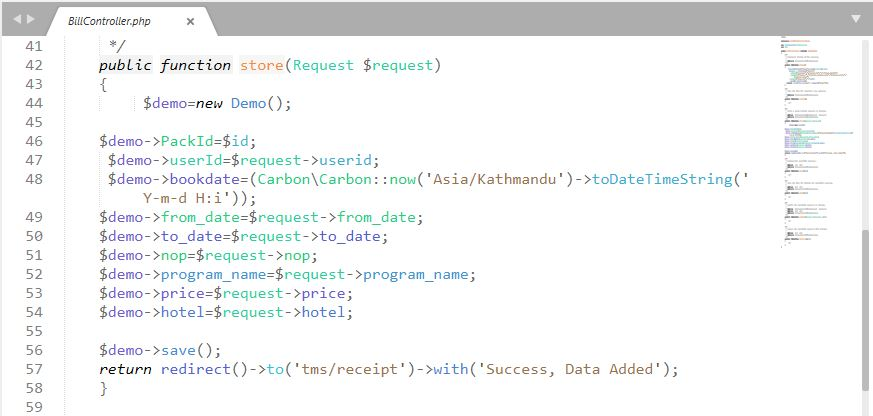 BillController.php ×
41 */
42 public function store(Request $request)
43 {
44 $demo=new Demo();
45
46 $demo->PackId=$id;
47 $demo->userId=$request->userid;
48 $demo->bookdate=(Carbon\Carbon::now('Asia/Kathmandu')->toDateTimeString('
Y-m-d H:i'));
49 $demo->from_date=$request->from_date;
50 $demo->to_date=$request->to_date;
51 $demo->nop=$request->nop;
52 $demo->program_name=$request->program_name;
53 $demo->price=$request->price;
54 $demo->hotel=$request->hotel;
55
56 $demo->save();
57 return redirect()->to('tms/receipt')->with('Success, Data Added');
58 }
59